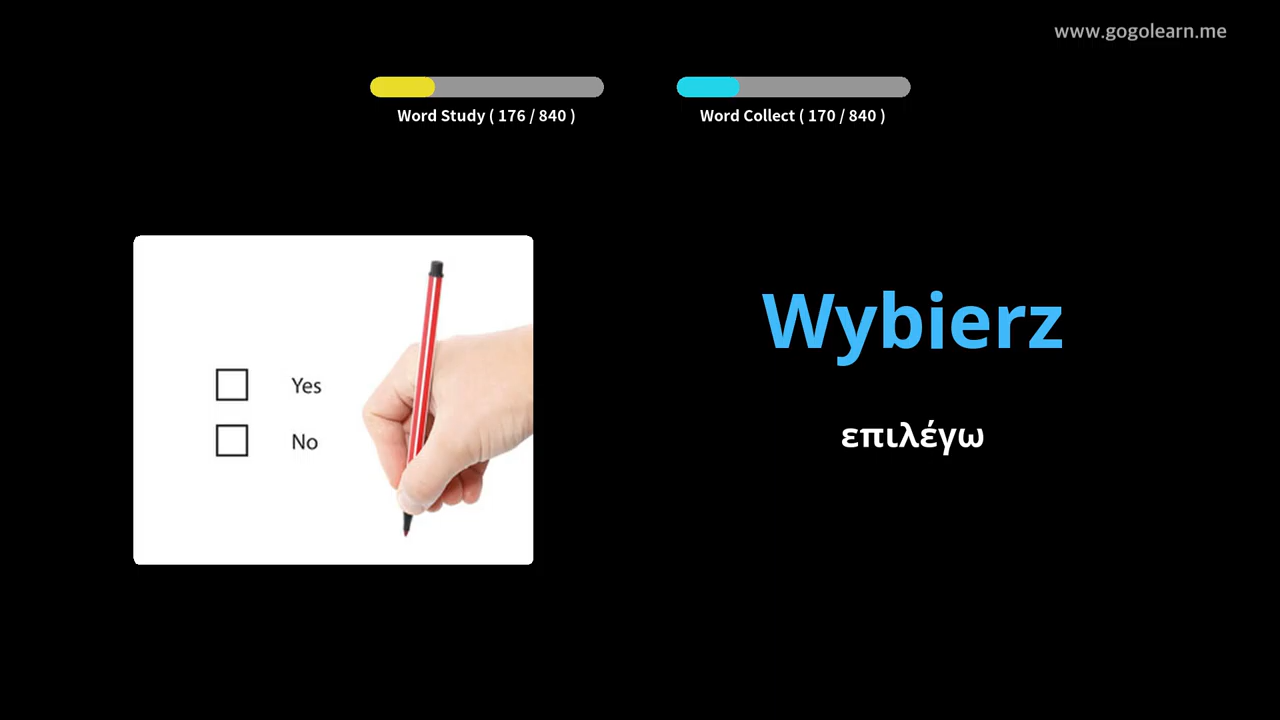 www.gogolearn.me
Word Study ( 176 / 840 )
Word Collect ( 170 / 840 )
Yes
No
Wybierz
επιλέγω